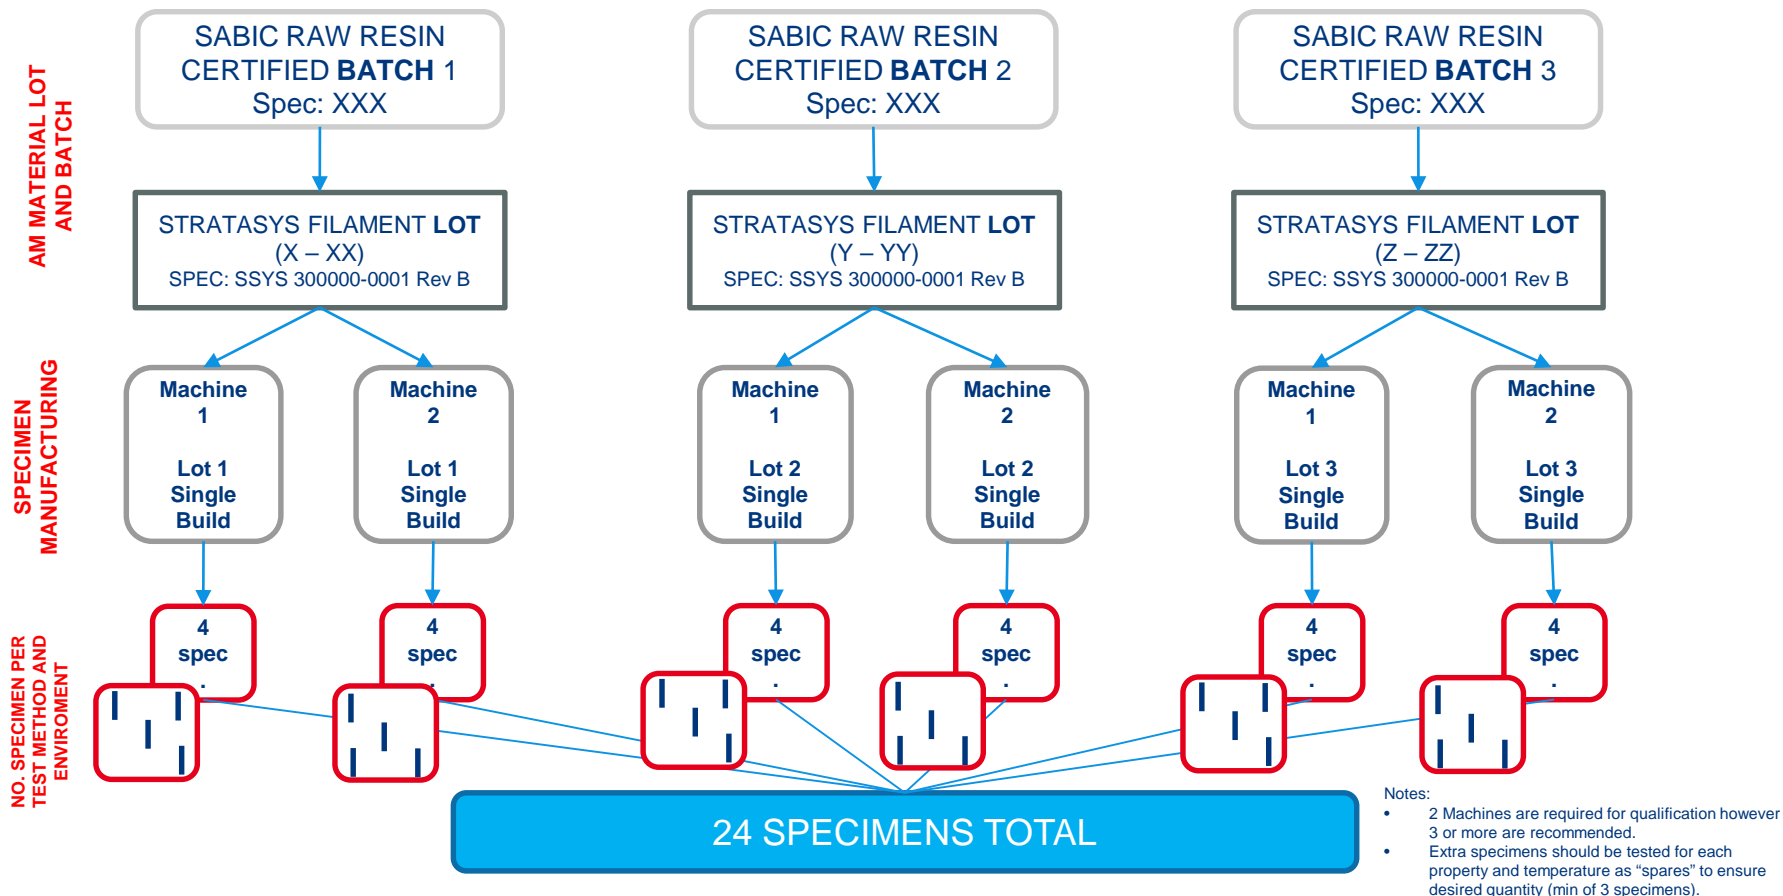 AM MATERIAL LOT
AND BATCH
SABIC RAW RESIN
CERTIFIED BATCH 1
Spec: XXX
SABIC RAW RESIN
CERTIFIED BATCH 2
Spec: XXX
SABIC RAW RESIN
CERTIFIED BATCH 3
Spec: XXX
STRATASYS FILAMENT LOT
(X – XX)
SPEC: SSYS 300000-0001 Rev B
STRATASYS FILAMENT LOT
(Y – YY)
SPEC: SSYS 300000-0001 Rev B
STRATASYS FILAMENT LOT
(Z – ZZ)
SPEC: SSYS 300000-0001 Rev B
SPECIMEN
MANUFACTURING
Machine
1
Lot 1
Single
Build
Machine
2
Lot 1
Single
Build
Machine
1
Lot 2
Single
Build
Machine
2
Lot 2
Single
Build
Machine
1
Lot 3
Single
Build
Machine
2
Lot 3
Single
Build
NO. SPECIMEN PER
TEST METHOD AND
ENVIROMENT
4
spec
.
4
spec
.
4
spec
.
4
spec
.
4
spec
.
4
spec
.
24 SPECIMENS TOTAL
Notes:
• 2 Machines are required for qualification however
3 or more are recommended.
• Extra specimens should be tested for each
property and temperature as “spares” to ensure
desired quantity (min of 3 specimens).